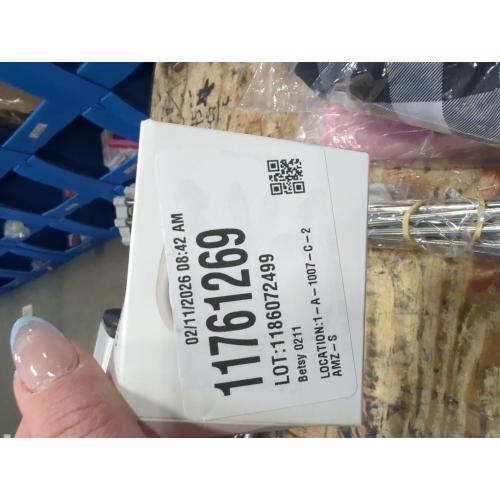 02/11/2026 08:42 AM
11761269
LOT:1186072499
Betsy 0211
LOCATION:1-A-1007-C-2
AMZ-S